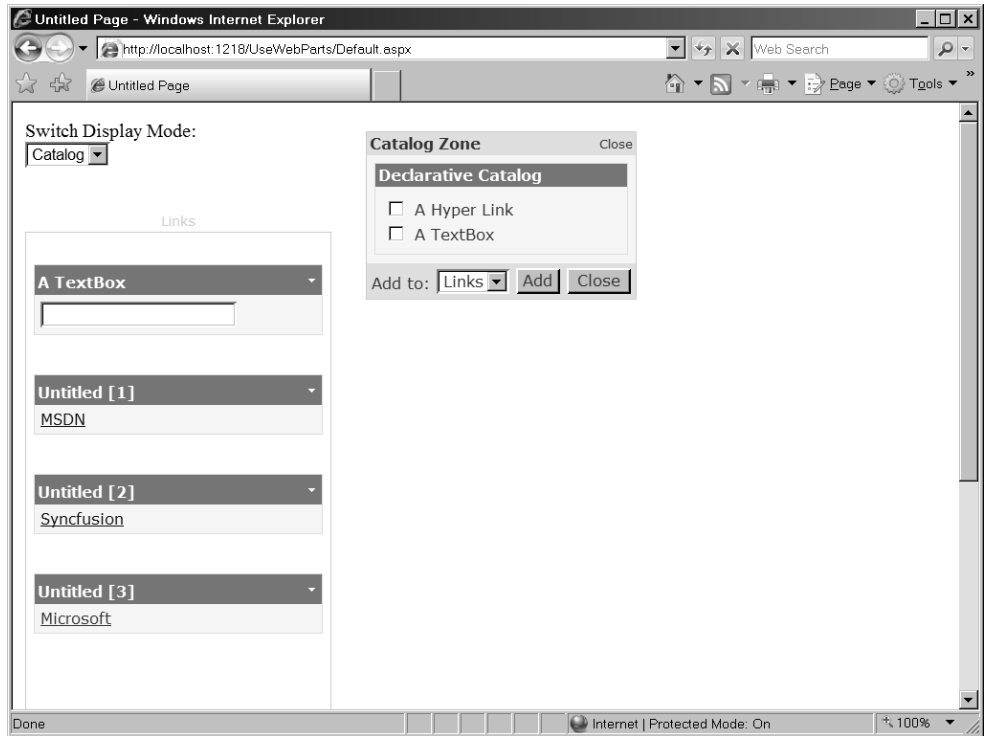 Untitled Page - Windows Internet Explorer
http://localhost:1218/UseWebParts/Default.aspx
Web Search
Untitled Page
Page
Tools
»
Switch Display Mode:
Catalog
Links
A TextBox
Untitled [1]
MSDN
Untitled [2]
Syncfusion
Untitled [3]
Microsoft
Catalog Zone Close
Declarative Catalog
A Hyper Link
A TextBox
Add to: Links Add Close
Done
Internet | Protected Mode: On
100%